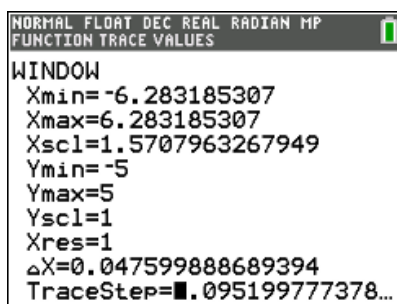 NORMAL FLOAT DEC REAL RADIAN MP
FUNCTION TRACE VALUES
WINDOW
Xmin=-6.283185307
Xmax=6.283185307
Xscl=1.5707963267949
Ymin=-5
Ymax=5
Yscl=1
Xres=1
△X=0.047599888689394
TraceStep=█.095199777378…